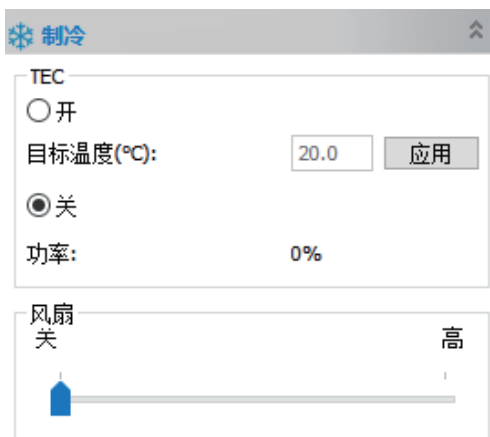 制冷
TEC
开
目标温度(℃): 20.0 应用
关
功率: 0%
风扇
关 高